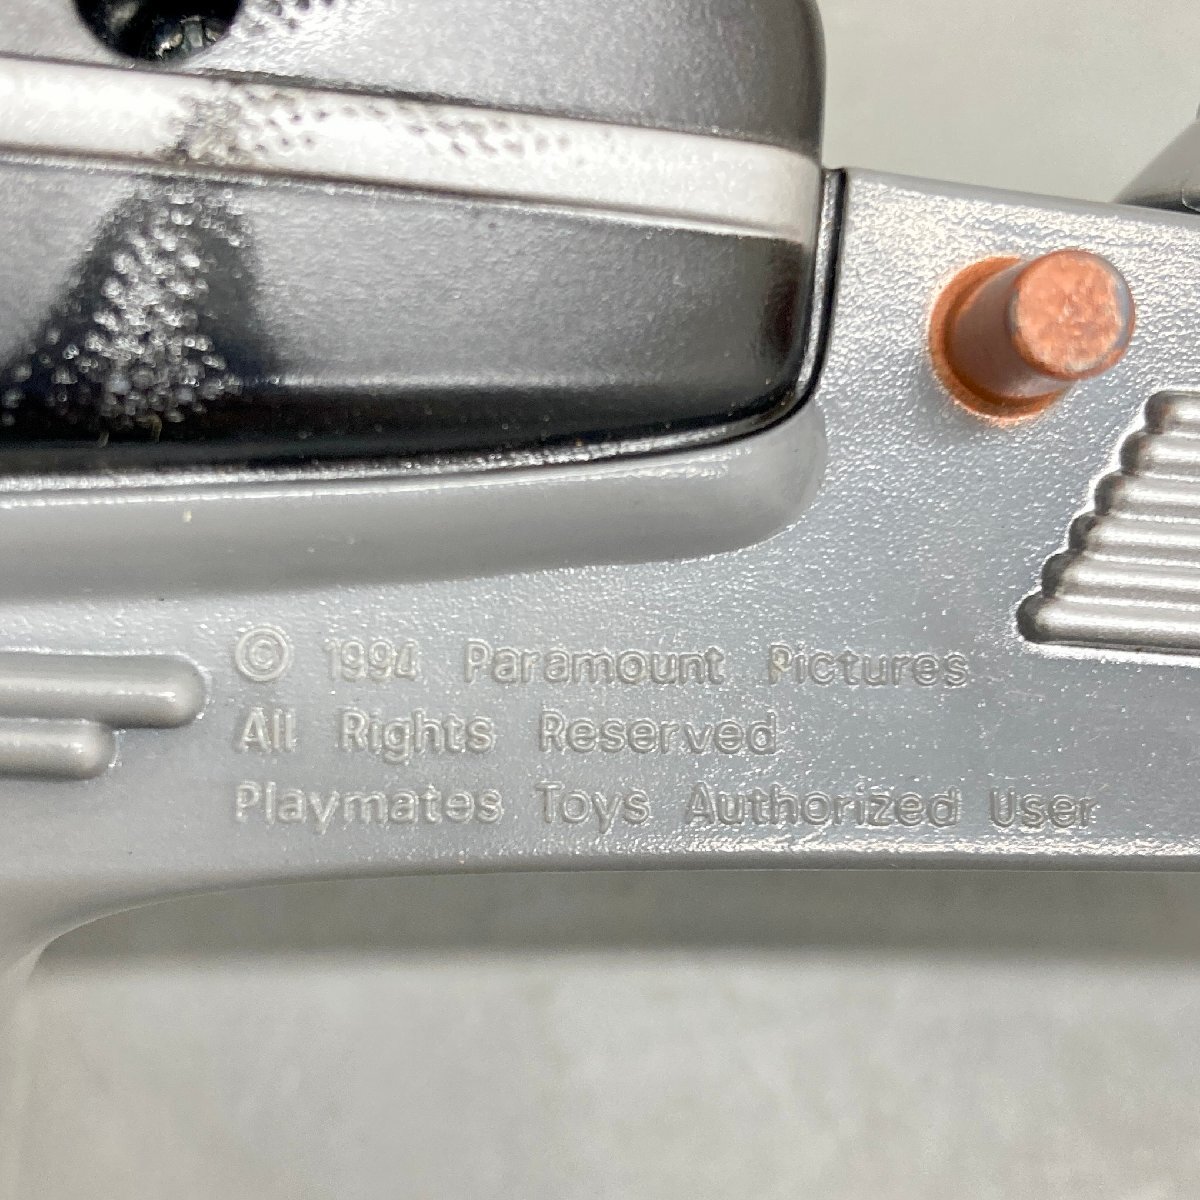 © 1994 Paramount Pictures
All Rights Reserved
Playmates Toys Authorized User